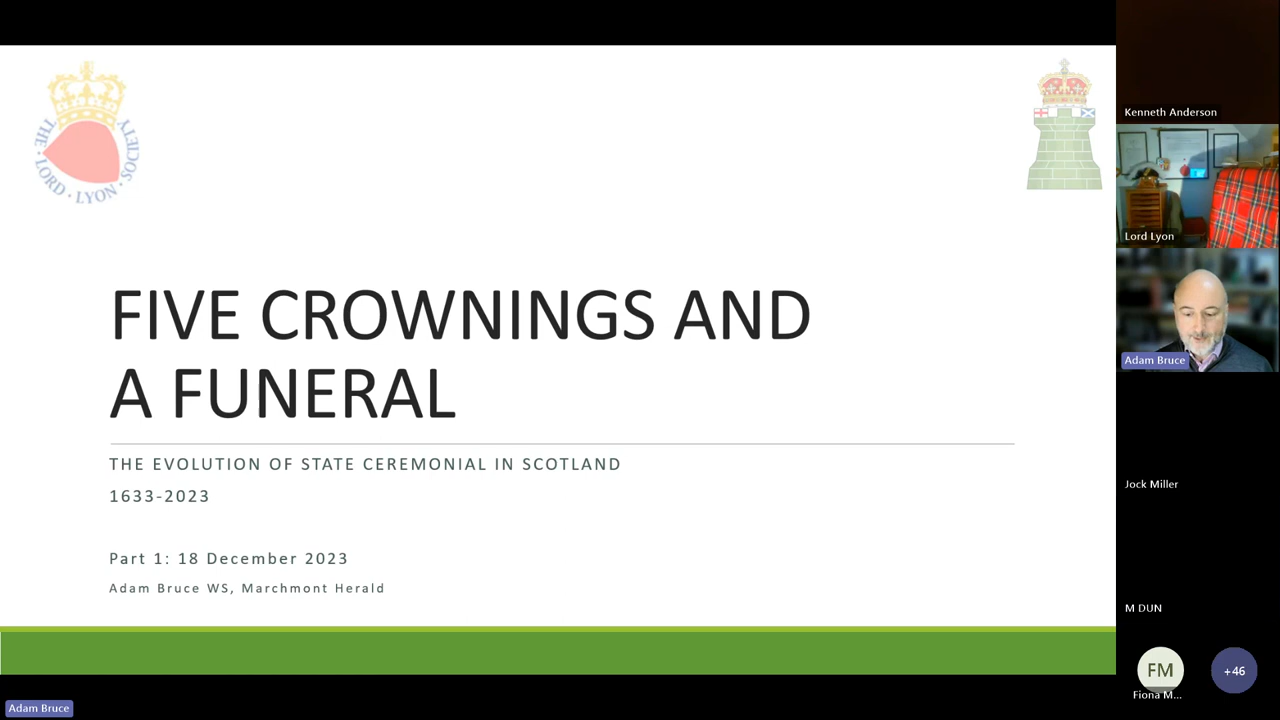 THE · LORD · LYON · SOCIETY
FIVE CROWNINGS AND
A FUNERAL
THE EVOLUTION OF STATE CEREMONIAL IN SCOTLAND
1633-2023
Part 1: 18 December 2023
Adam Bruce WS, Marchmont Herald
Adam Bruce
Kenneth Anderson
Lord Lyon
Adam Bruce
Jock Miller
M DUN
FM
+46
Fiona M...